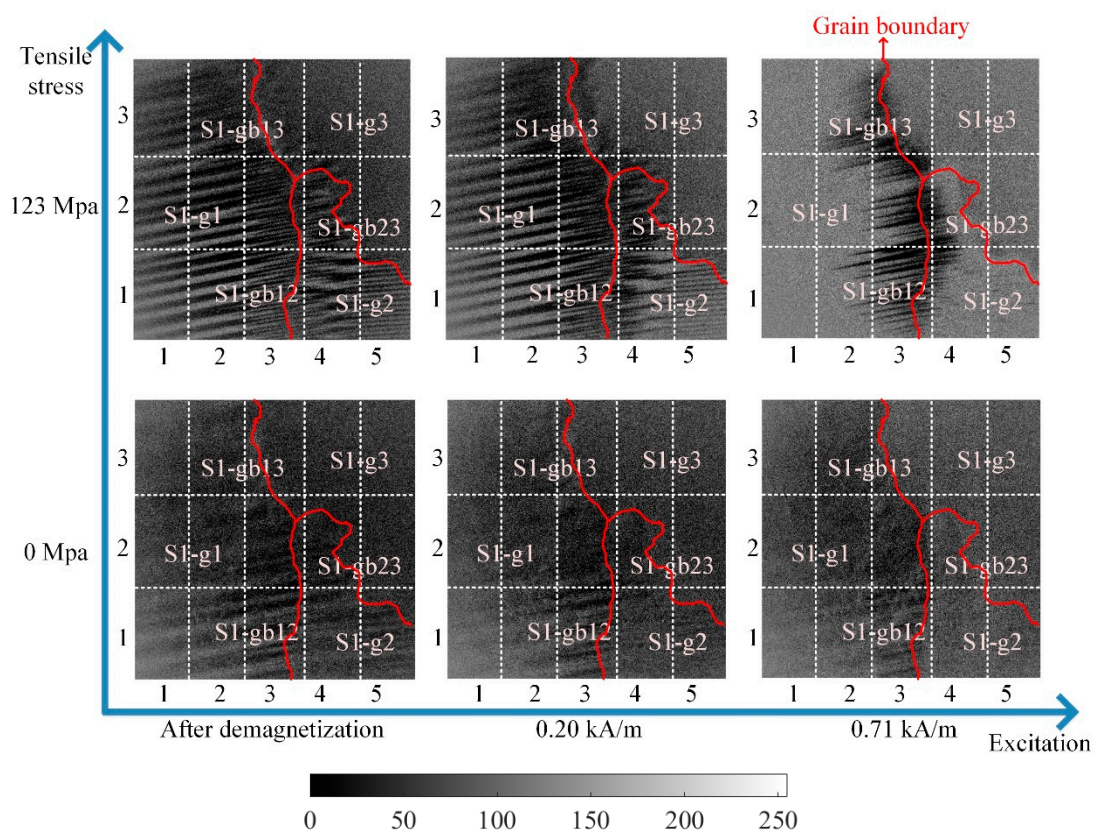 Grain boundary
Tensile
stress
3
S1-gb13
S1-g3
3
S1-gb13
S1-g3
3
S1-gb13
S1-g3
123 Mpa
2
S1-g1
S1-gb23
2
S1-g1
S1-gb23
2
S1-g1
S1-gb23
1
S1-gb12
S1-g2
1
S1-gb12
S1-g2
1
S1-gb12
S1-g2
1 2 3 4 5
1 2 3 4 5
1 2 3 4 5
3
S1-gb13
S1-g3
3
S1-gb13
S1-g3
3
S1-gb13
S1-g3
0 Mpa
2
S1-g1
S1-gb23
2
S1-g1
S1-gb23
2
S1-g1
S1-gb23
1
S1-gb12
S1-g2
1
S1-gb12
S1-g2
1
S1-gb12
S1-g2
1 2 3 4 5
1 2 3 4 5
1 2 3 4 5
After demagnetization
0.20 kA/m
0.71 kA/m
Excitation
0 50 100 150 200 250